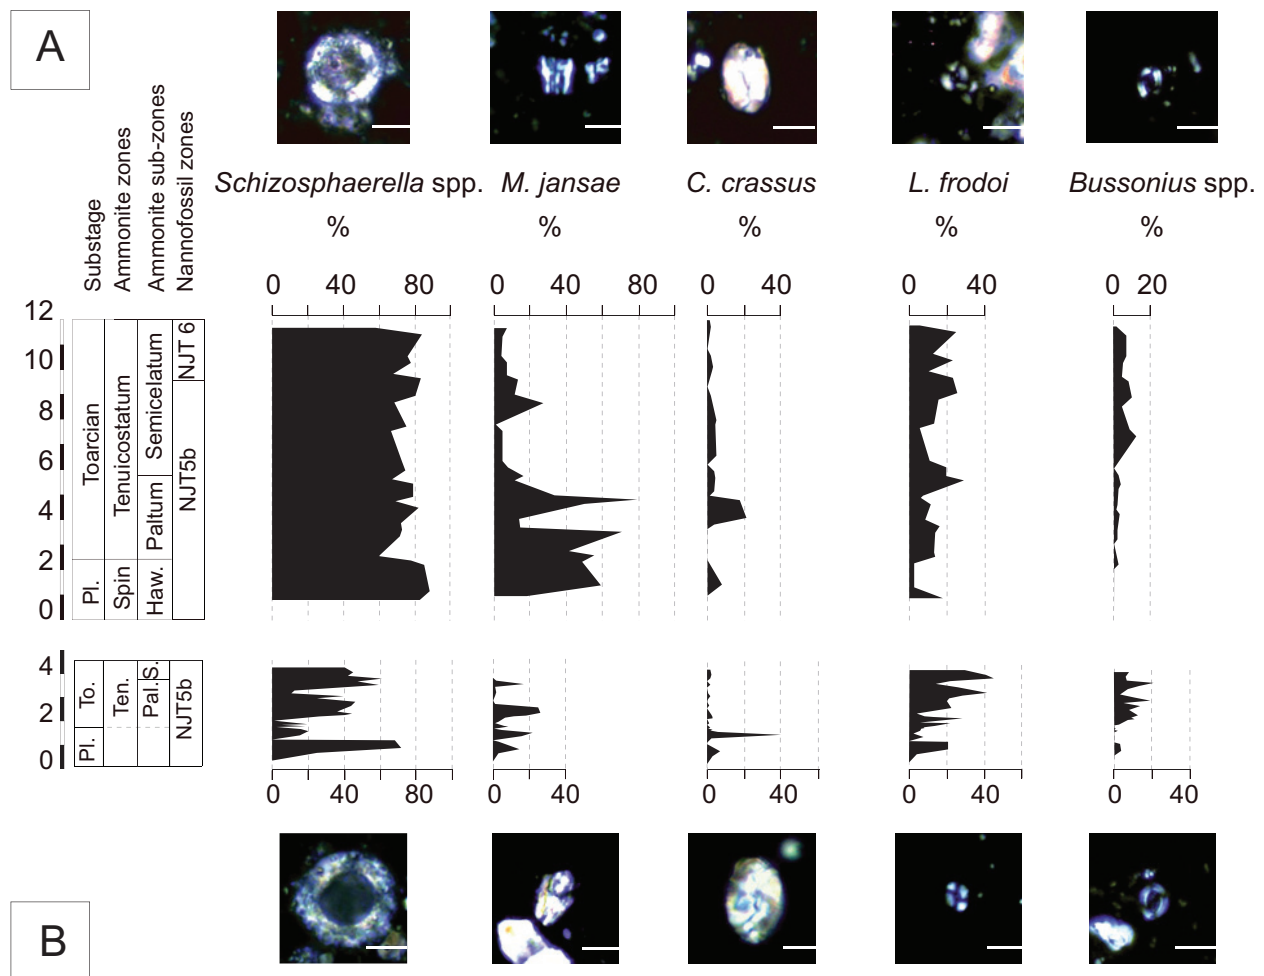 A
Substage
Ammonite zones
Ammonite sub-zones
Nannofossil zones
Schizosphaerella spp. M. jansae C. crassus L. frodoi Bussonius spp.
% % % % %
0 40 80 0 40 80 0 40 0 40 0 20
12
10
8
6
4
2
0
Toarcian
Pl.
Tenuicostatum
Spin
Semicelatum
Paltum
Haw.
NJT 6
NJT5b
4
2
0
To.
Pl.
Ten.
S.
Pal.
NJT5b
0 40 80 0 40 0 40 0 40 0 40
B